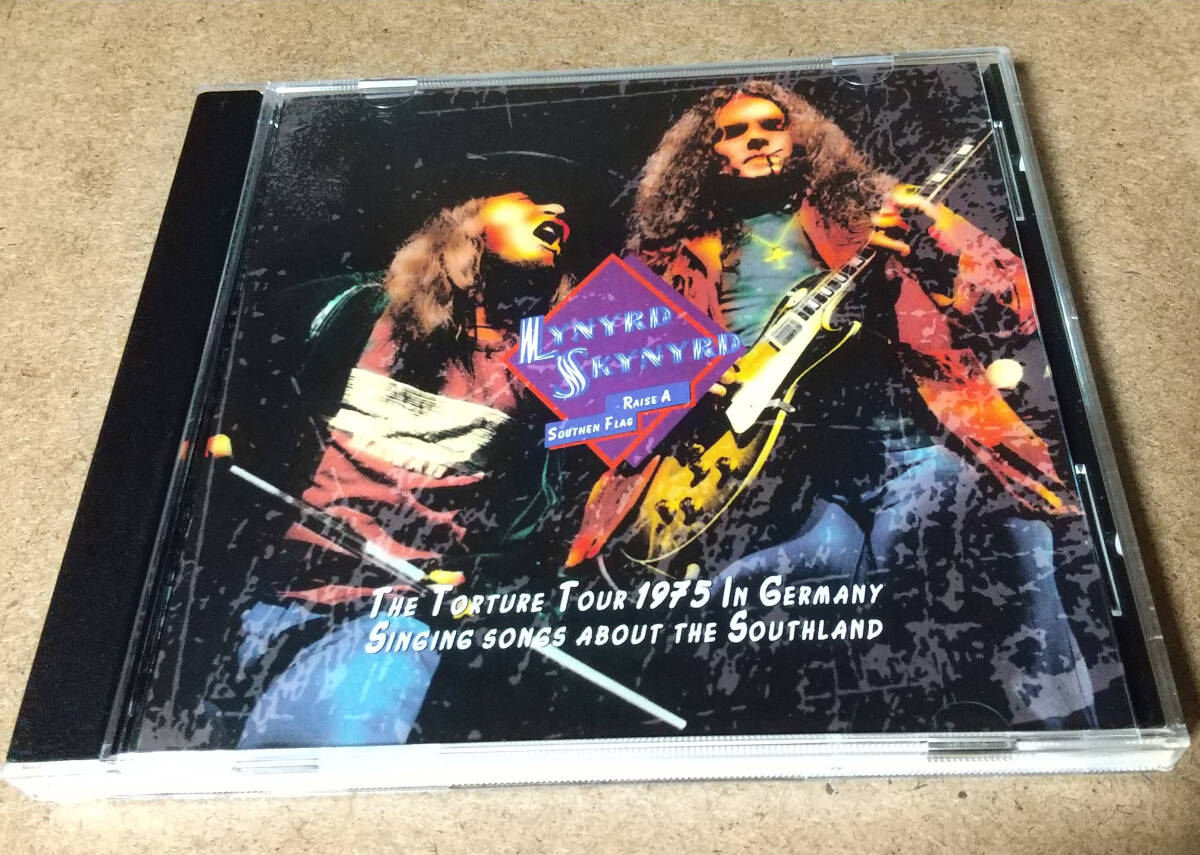 LYNYRD
SKYNYRD
RAISE A
SOUTHEN FLAG
THE TORTURE TOUR 1975 IN GERMANY
SINGING SONGS ABOUT THE SOUTHLAND